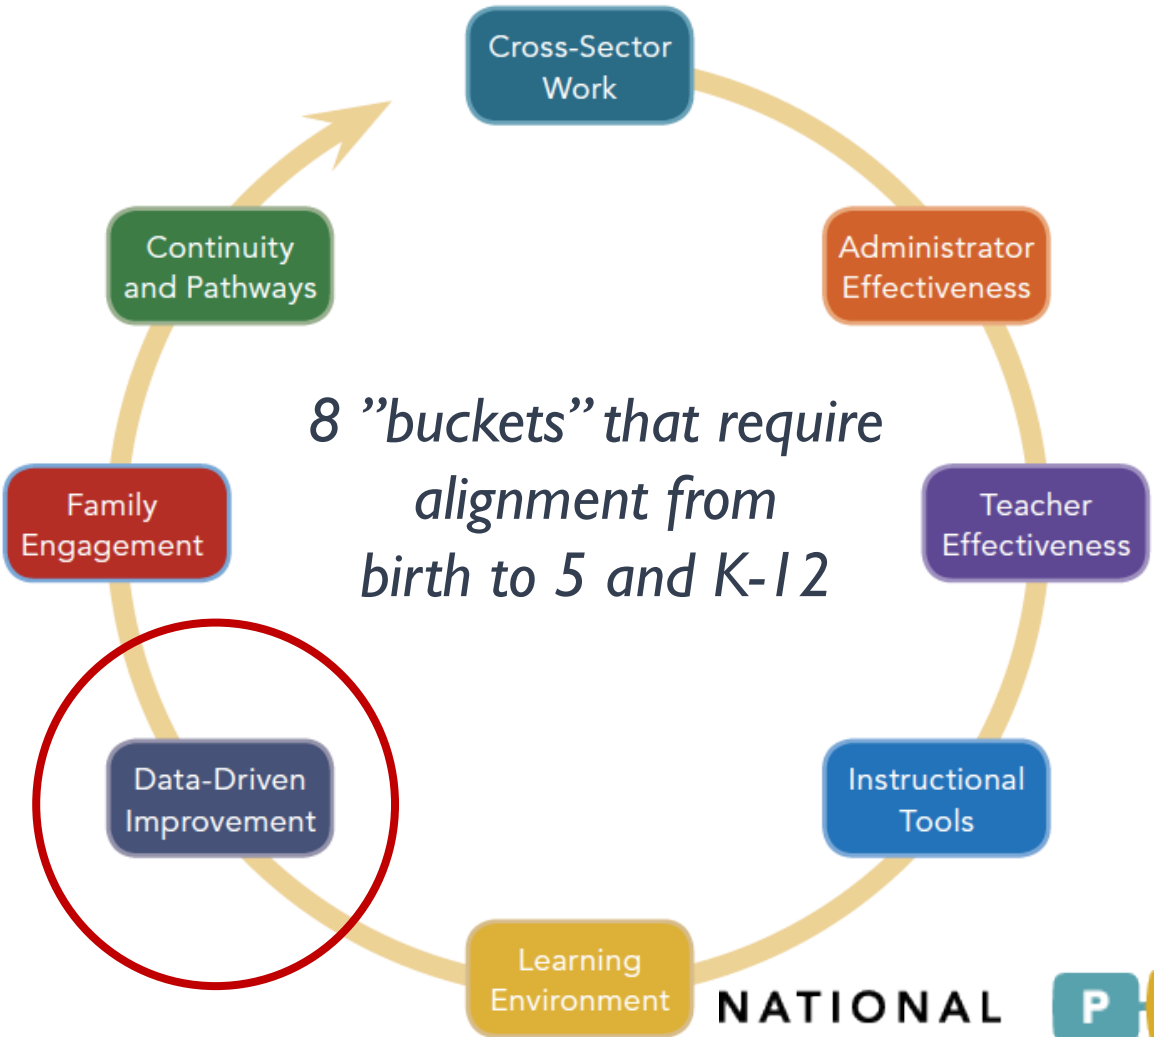 Cross-Sector
Work
Administrator
Effectiveness
Teacher
Effectiveness
Instructional
Tools
Learning
Environment
Data-Driven
Improvement
Family
Engagement
Continuity
and Pathways
8 ”buckets” that require
alignment from
birth to 5 and K-12
NATIONAL P